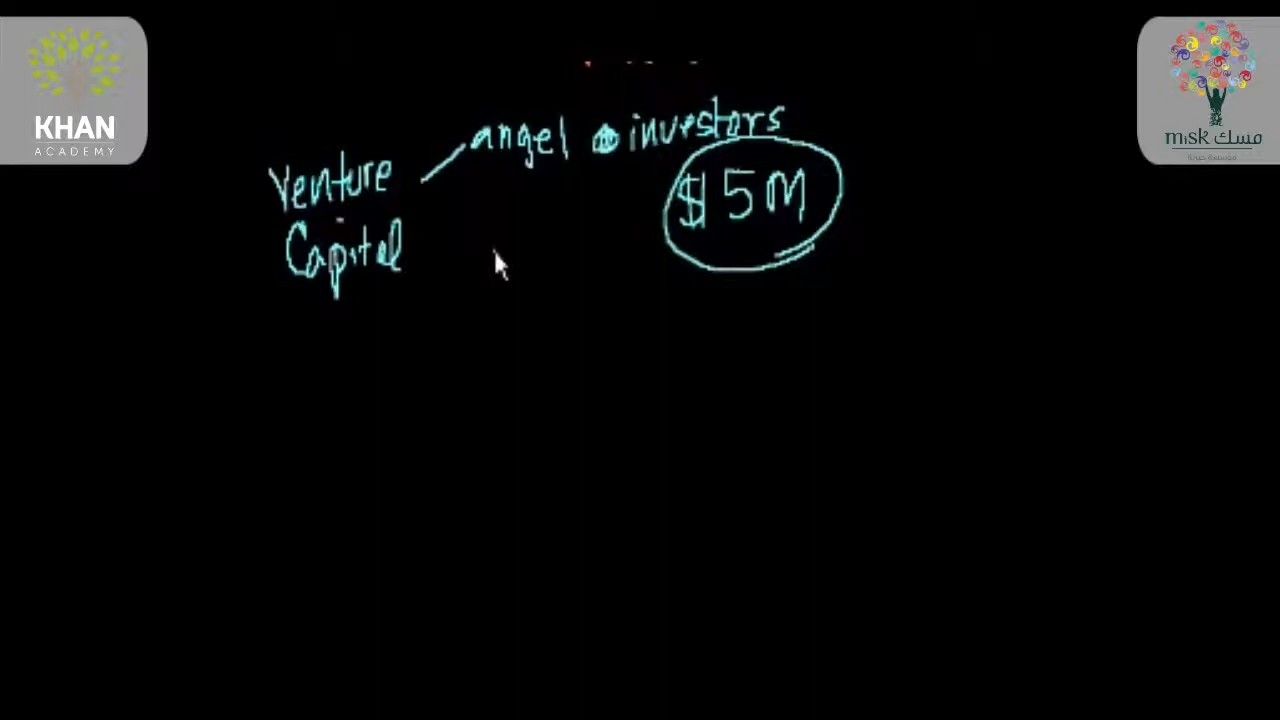 KHAN
ACADEMY
misk مسك
angel investors
Venture
Capital
$5M